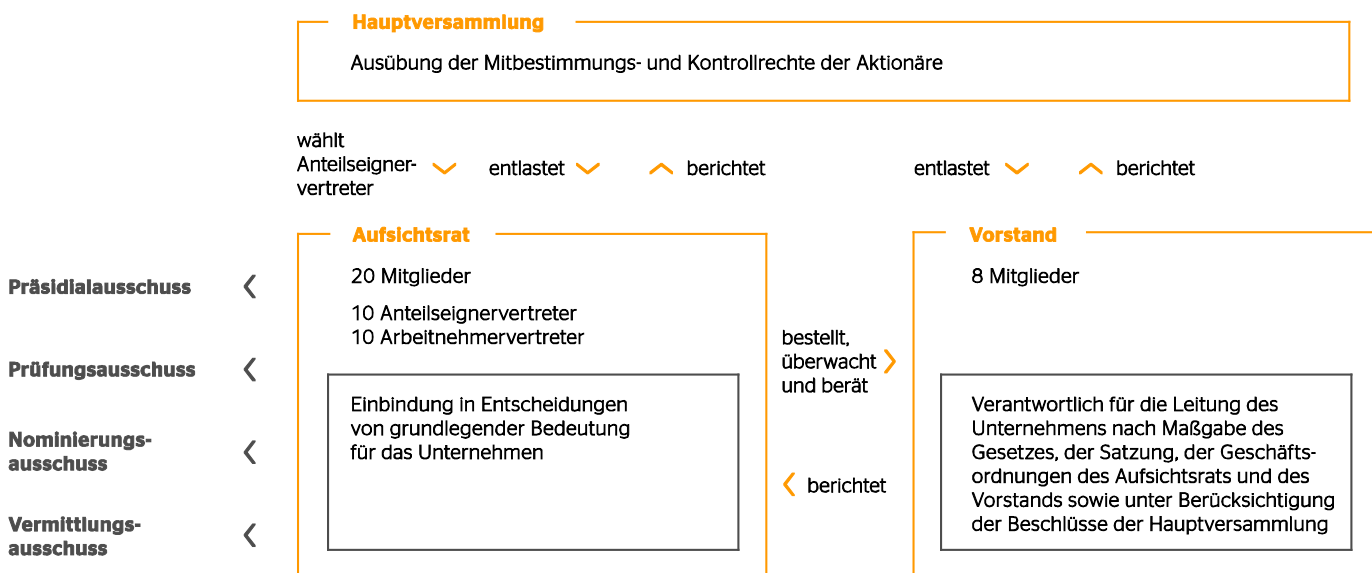 Hauptversammlung
Ausübung der Mitbestimmungs- und Kontrollrechte der Aktionäre
wählt
Anteilseigner-
vertreter
entlastet
berichtet
entlastet
berichtet
Präsidialausschuss
Prüfungsausschuss
Nominierungs-
ausschuss
Vermittlungs-
ausschuss
Aufsichtsrat
20 Mitglieder
10 Anteilseignervertreter
10 Arbeitnehmervertreter
Einbindung in Entscheidungen
von grundlegender Bedeutung
für das Unternehmen
bestellt,
überwacht
und berät
berichtet
Vorstand
8 Mitglieder
Verantwortlich für die Leitung des
Unternehmens nach Maßgabe des
Gesetzes, der Satzung, der Geschäfts-
ordnungen des Aufsichtsrats und des
Vorstands sowie unter Berücksichtigung
der Beschlüsse der Hauptversammlung